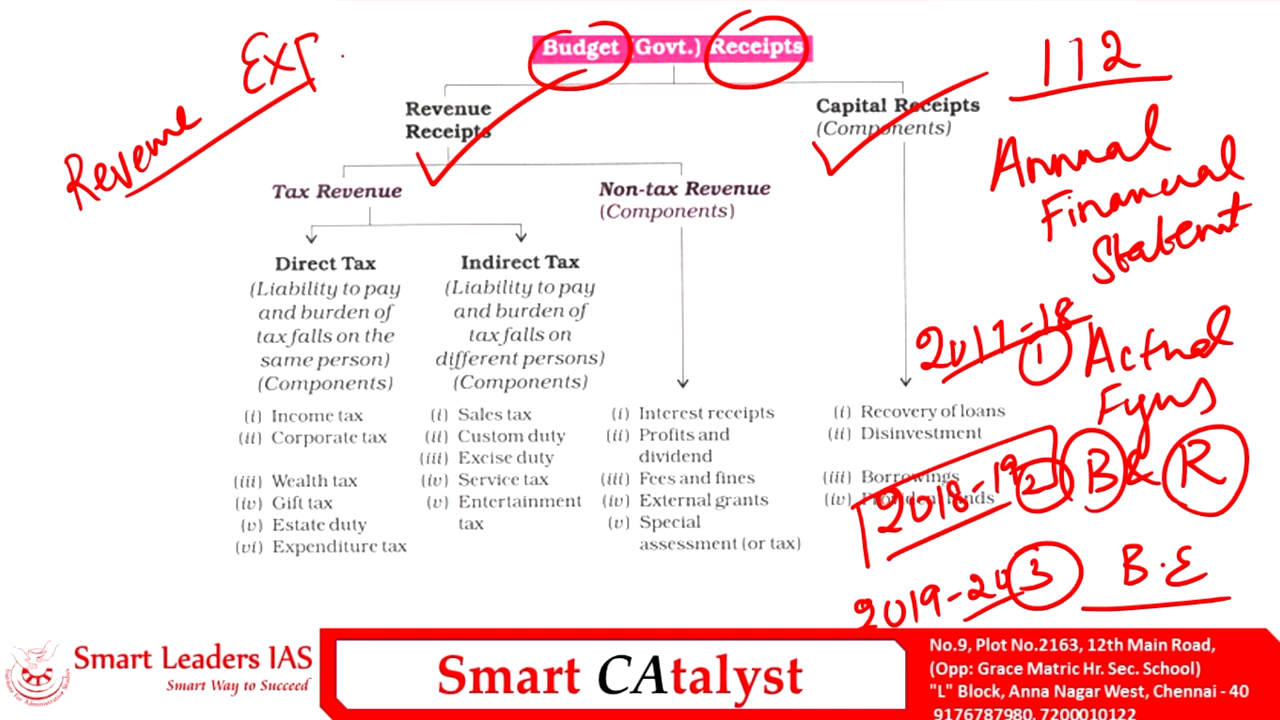 Budget (Govt.) Receipts
Revenue
Receipts
Capital Receipts
(Components)
Tax Revenue
Non-tax Revenue
(Components)
Direct Tax
(Liability to pay
and burden of
tax falls on the
same person)
(Components)
Indirect Tax
(Liability to pay
and burden of
tax falls on
different persons)
(Components)
(i) Income tax
(ii) Corporate tax
(iii) Wealth tax
(iv) Gift tax
(v) Estate duty
(vi) Expenditure tax
(i) Sales tax
(ii) Custom duty
(iii) Excise duty
(iv) Service tax
(v) Entertainment
tax
(i) Interest receipts
(ii) Profits and
dividend
(iii) Fees and fines
(iv) External grants
(v) Special
assessment (or tax)
(i) Recovery of loans
(ii) Disinvestment
(iii) Borrowings
(iv) Provident funds
Revenue Exp.
112
Annual
Financial
2017-18
1 Actual
2018-19 2 B & R
2019-20 3 B.E
Smart Leaders IAS
Smart Way to Succeed
Smart CAtalyst
No.9, Plot No.2163, 12th Main Road,
(Opp: Grace Matric Hr. Sec. School)
"L" Block, Anna Nagar West, Chennai - 40
9176787980, 7200010122